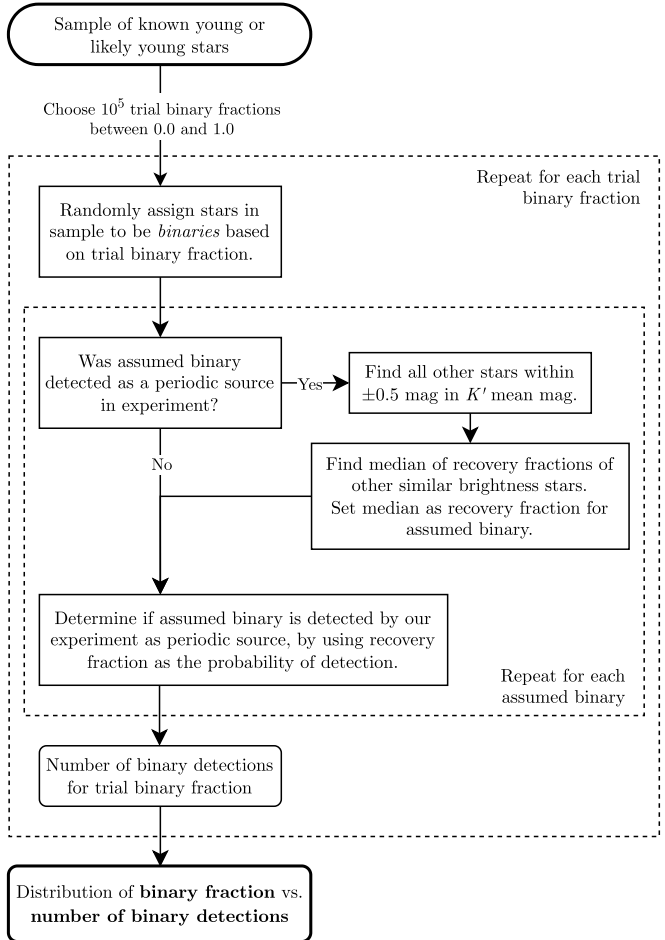 Sample of known young or
likely young stars
Choose 10⁵ trial binary fractions
between 0.0 and 1.0
Repeat for each trial
binary fraction
Randomly assign stars in
sample to be binaries based
on trial binary fraction.
Was assumed binary
detected as a periodic source
in experiment?
Yes
Find all other stars within
±0.5 mag in K′ mean mag.
No
Find median of recovery fractions of
other similar brightness stars.
Set median as recovery fraction for
assumed binary.
Determine if assumed binary is detected by our
experiment as periodic source, by using recovery
fraction as the probability of detection.
Repeat for each
assumed binary
Number of binary detections
for trial binary fraction
Distribution of binary fraction vs.
number of binary detections